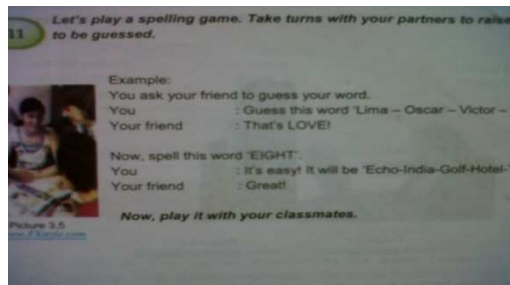 11
Let's play a spelling game. Take turns with your partners to raise
to be guessed.
Example:
You ask your friend to guess your word.
You : Guess this word 'Lima – Oscar – Victor –
Your friend : That's LOVE!
Now, spell this word 'EIGHT'.
You : It's easy! It will be 'Echo-India-Golf-Hotel-
Your friend : Great!
Now, play it with your classmates.
Picture 3.5